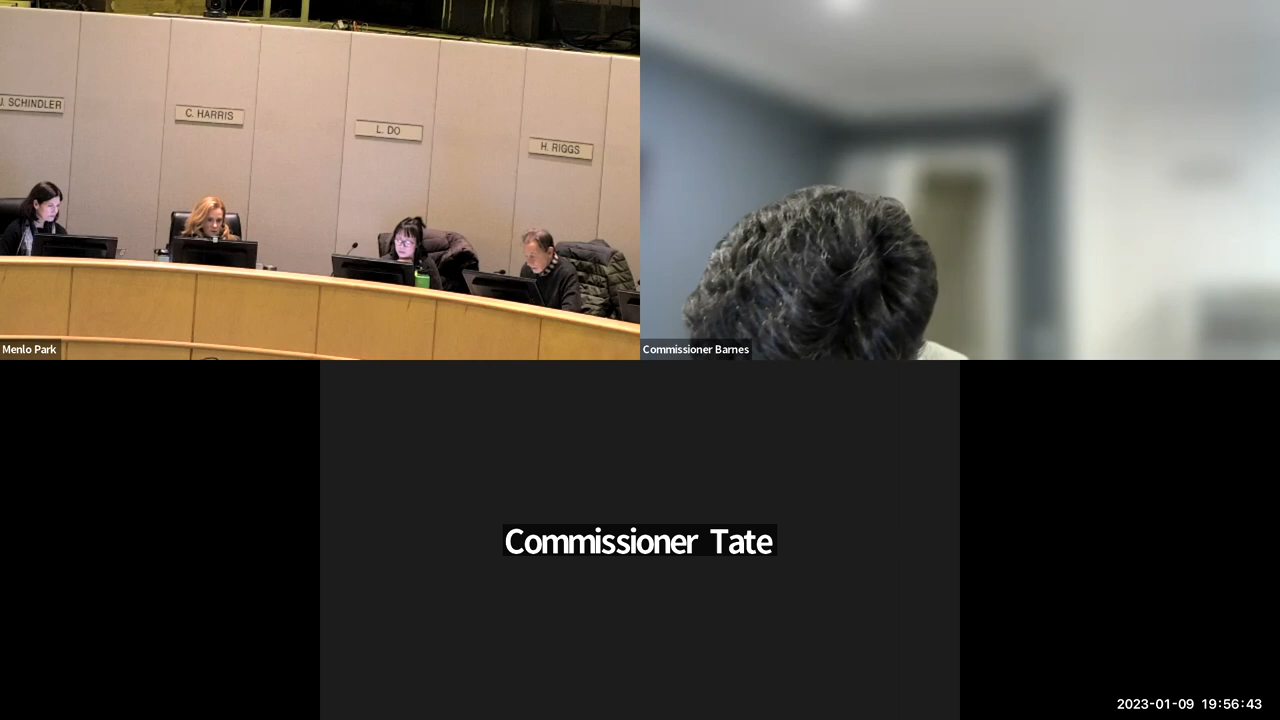 J. SCHINDLER
C. HARRIS
L. DO
H. RIGGS
Menlo Park
Commissioner Barnes
Commissioner Tate
2023-01-09 19:56:43